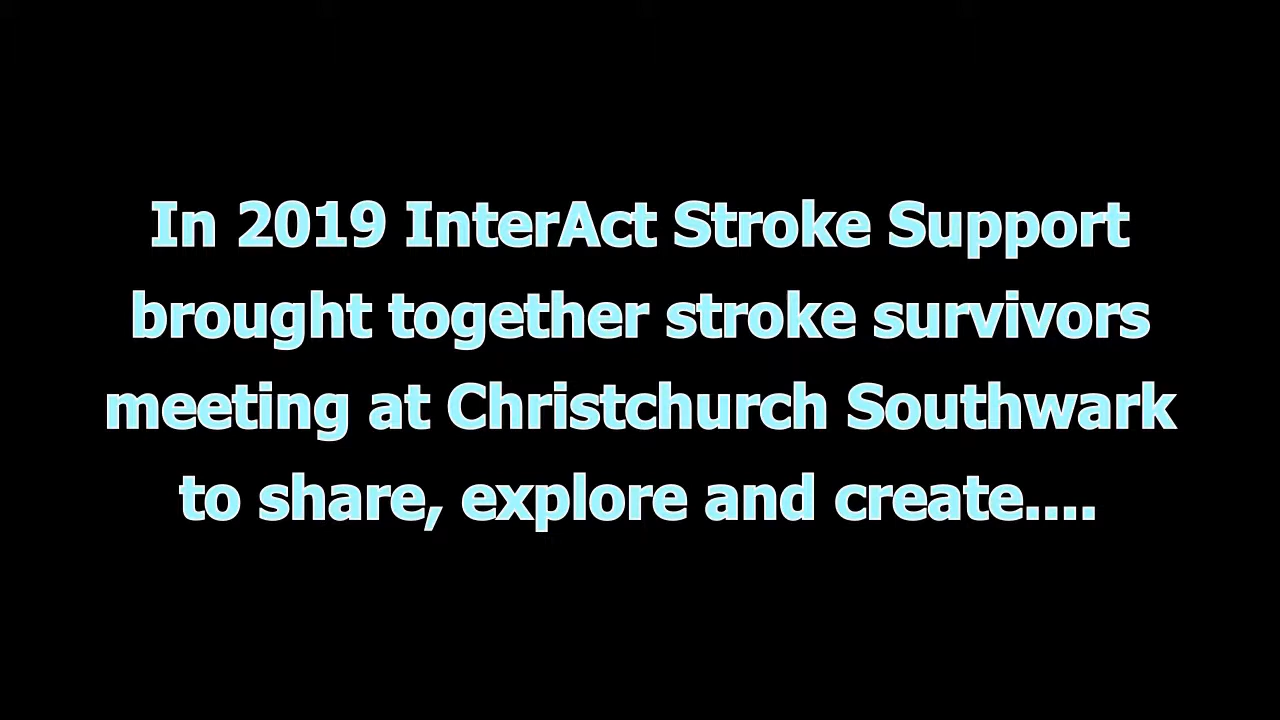 In 2019 InterAct Stroke Support
brought together stroke survivors
meeting at Christchurch Southwark
to share, explore and create....